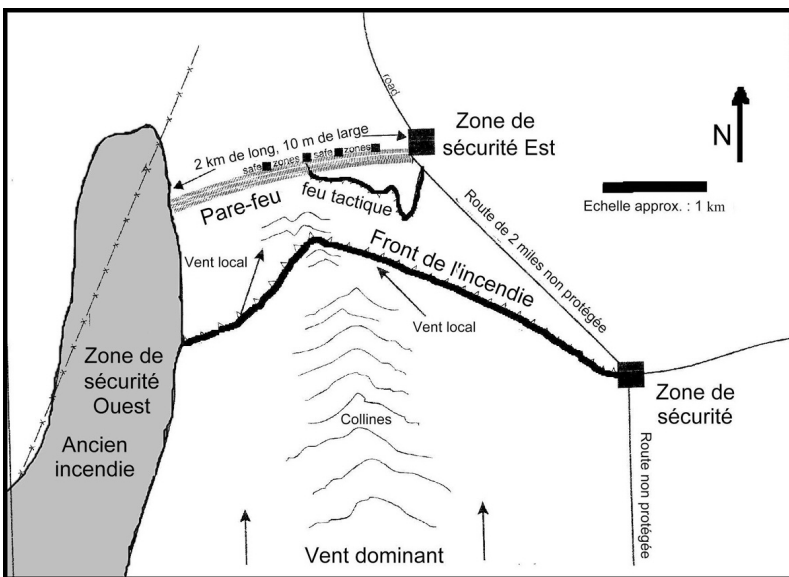 road
Zone de
sécurité Est
N
2 km de long, 10 m de large
safe zones safe zones
Pare-feu
feu tactique
Echelle approx. : 1 km
Route de 2 miles non protégée
Front de l'incendie
Vent local
Vent local
Zone de
sécurité
Ouest
Ancien
incendie
Zone de
sécurité
Collines
Route non
protégée
Vent dominant